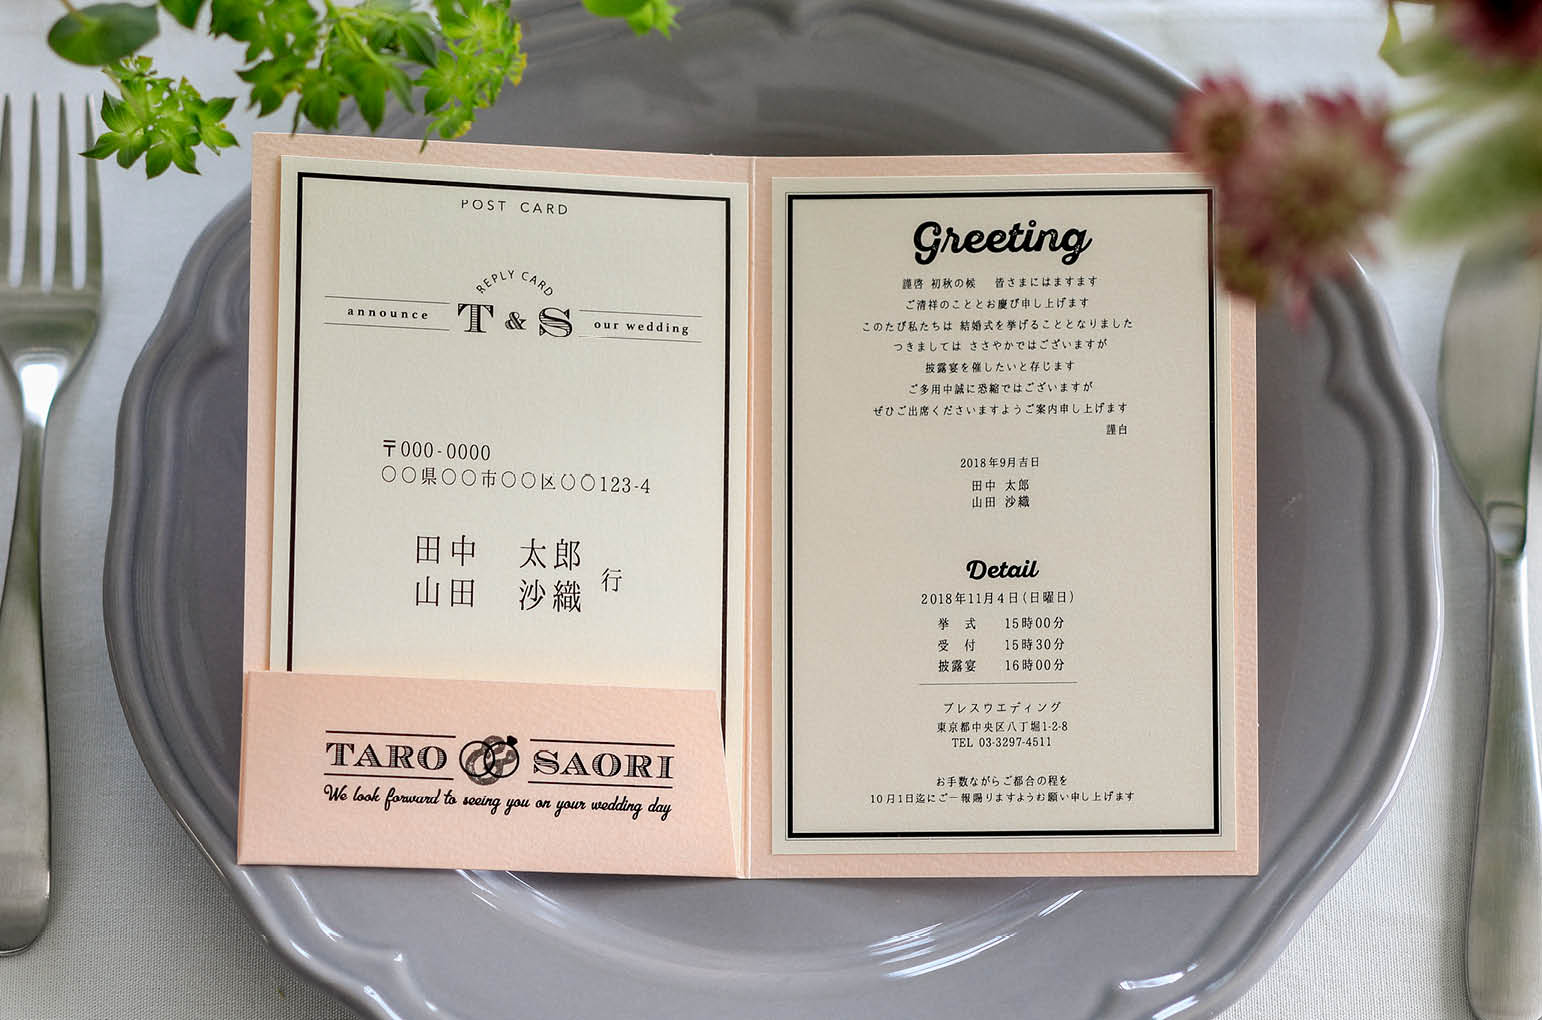 POST CARD
REPLY CARD
announce T & S our wedding
〒000-0000
〇〇県〇〇市〇〇区〇〇123-4
田中 太郎
山田 沙織 行
TARO SAORI
We look forward to seeing you on your wedding day
Greeting
謹啓 初秋の候 皆さまにはますます
ご清祥のこととお慶び申し上げます
このたび私たちは 結婚式を挙げることとなりました
つきましては ささやかではございますが
披露宴を催したいと存じます
ご多用中誠に恐縮ではございますが
ぜひご出席くださいますようご案内申し上げます
謹白
2018年9月吉日
田中 太郎
山田 沙織
Detail
2018年11月4日(日曜日)
挙 式 15時00分
受 付 15時30分
披露宴 16時00分
プレスウエディング
東京都中央区八丁堀1-2-8
TEL 03-3297-4511
お手数ながらご都合の程を
10月1日迄にご一報賜りますようお願い申し上げます